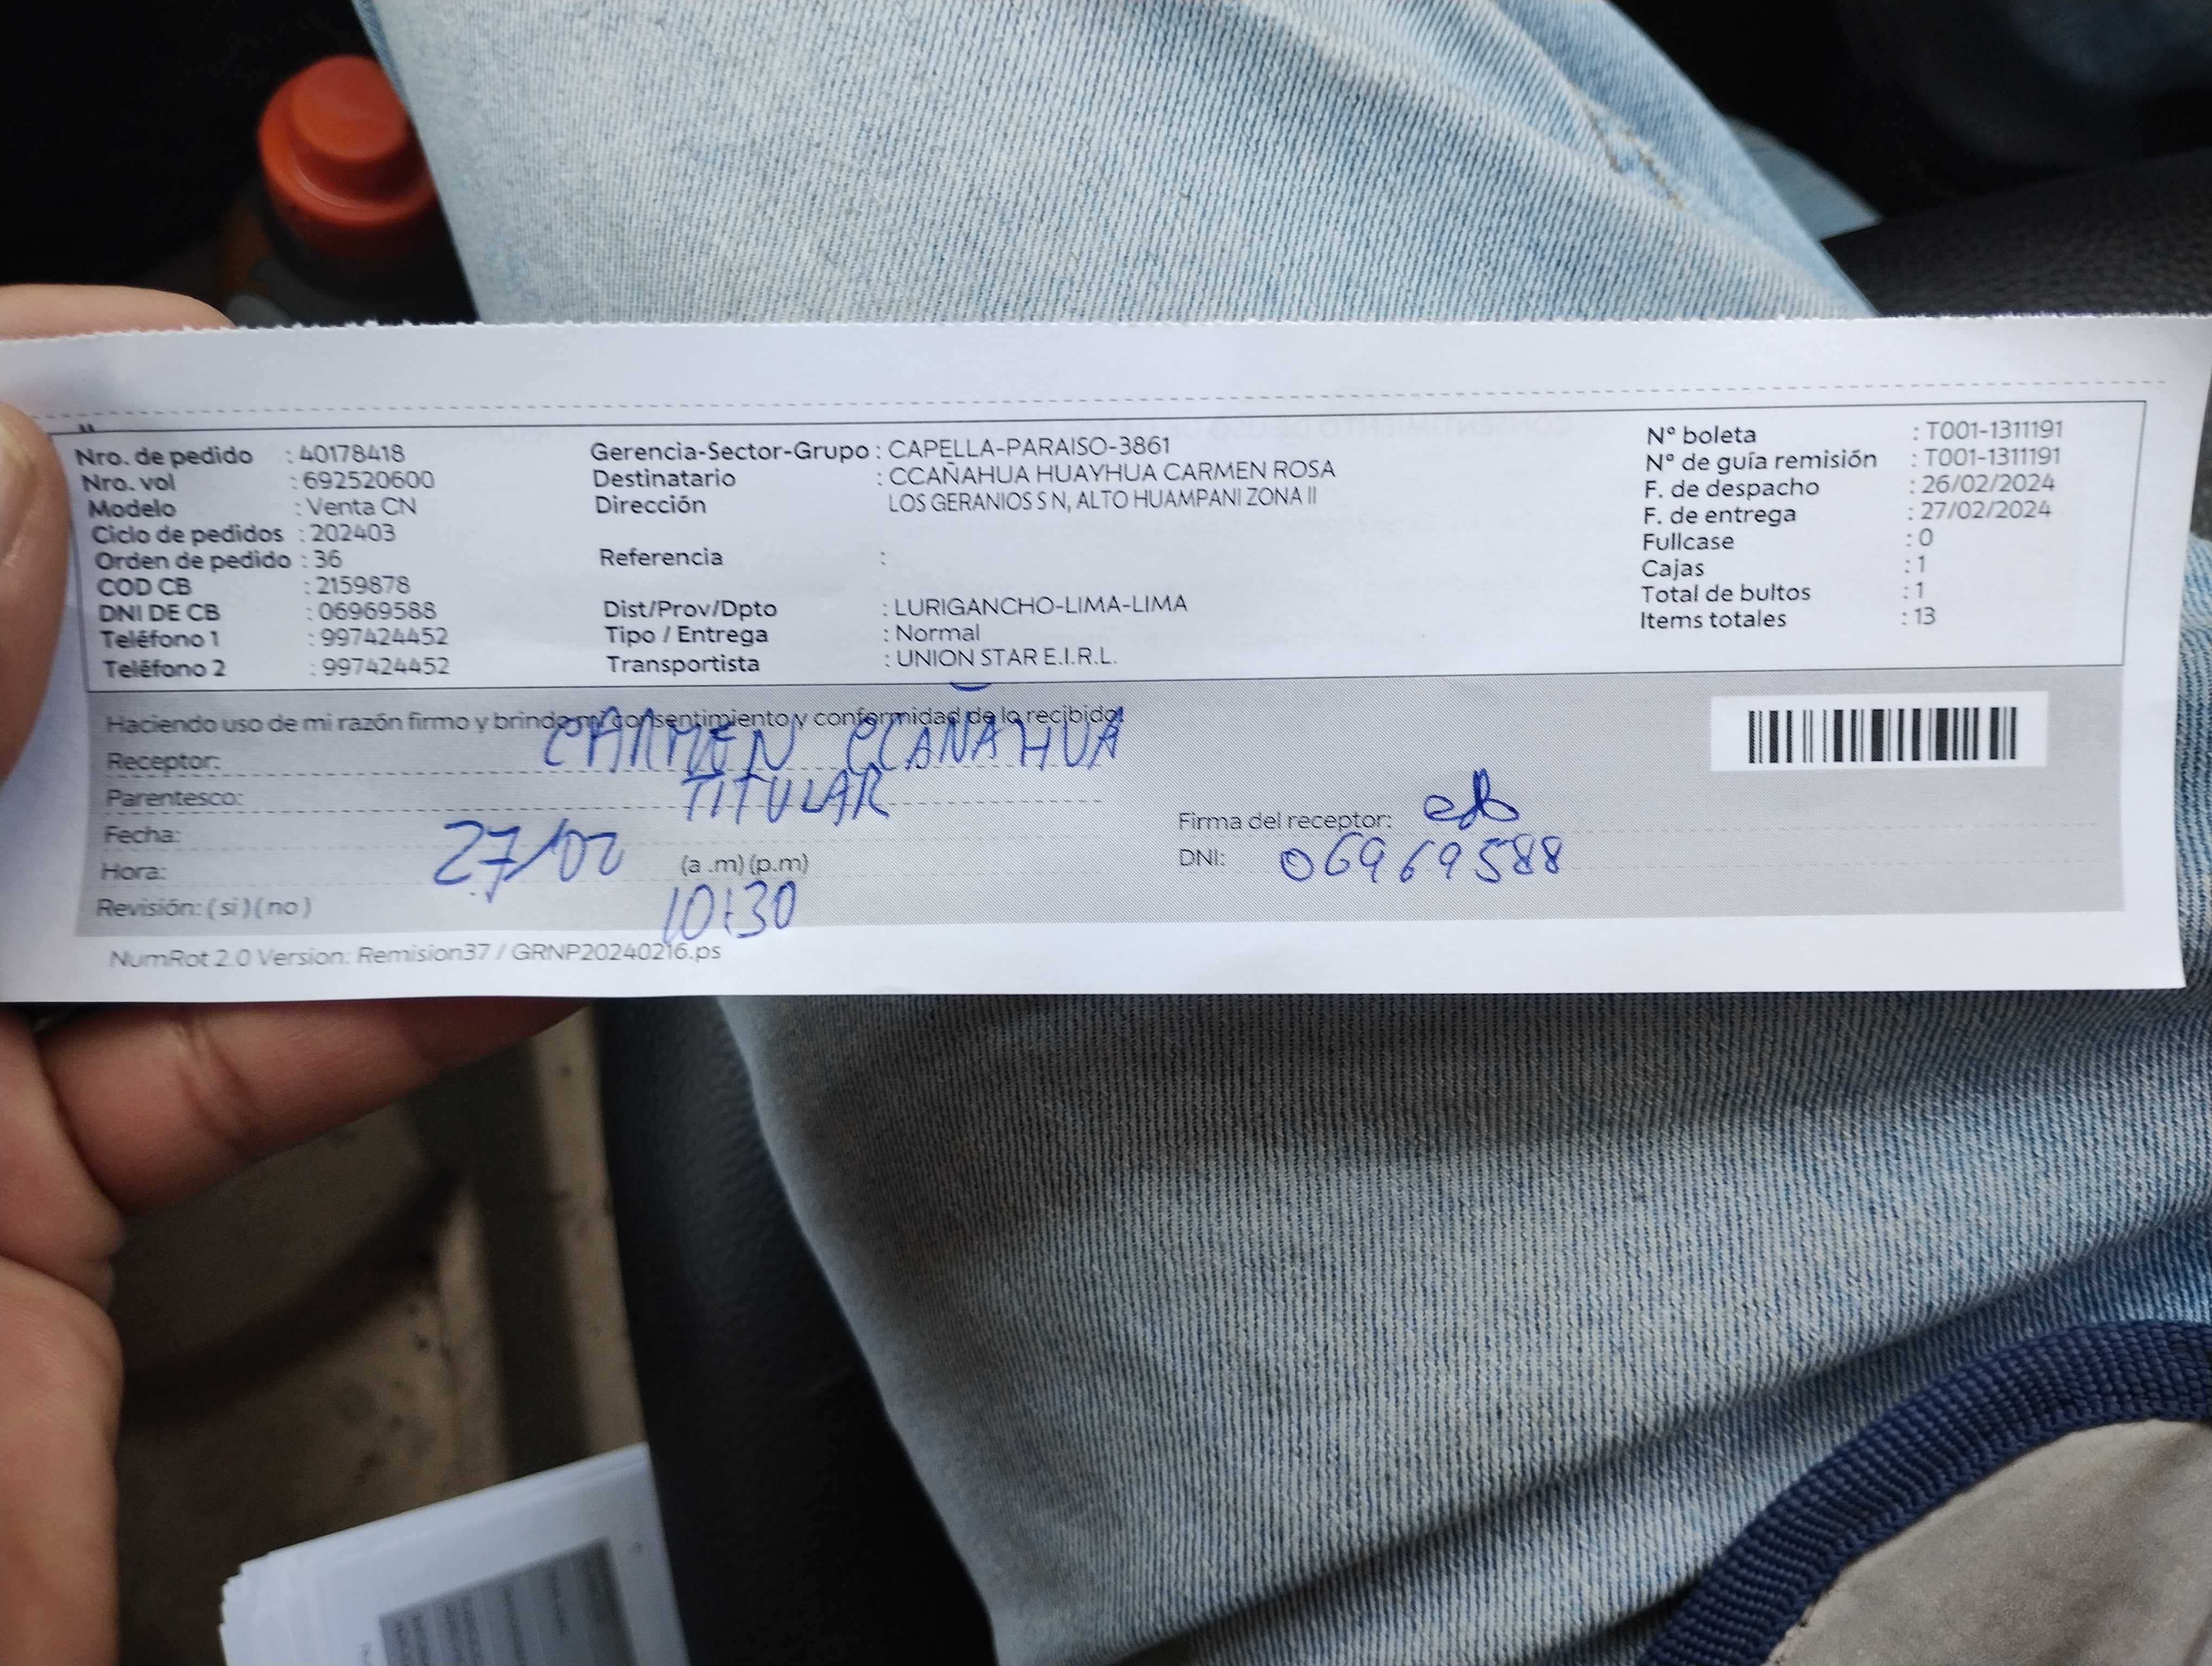 Nro. de pedido : 40178418
Nro. vol : 692520600
Modelo : Venta CN
Ciclo de pedidos : 202403
Orden de pedido : 36
COD CB : 2159878
DNI DE CB : 06969588
Teléfono 1 : 997424452
Teléfono 2 : 997424452
Gerencia-Sector-Grupo : CAPELLA-PARAISO-3861
Destinatario : CCAÑAHUA HUAYHUA CARMEN ROSA
Dirección LOS GERANIOS S N, ALTO HUAMPANI ZONA II
Referencia :
Dist/Prov/Dpto : LURIGANCHO-LIMA-LIMA
Tipo / Entrega : Normal
Transportista : UNION STAR E.I.R.L.
N° boleta : T001-1311191
N° de guía remisión : T001-1311191
F. de despacho : 26/02/2024
F. de entrega : 27/02/2024
Fullcase : 0
Cajas : 1
Total de bultos : 1
Items totales : 13
Haciendo uso de mi razón firmo y brindo mi consentimiento y conformidad de lo recibido:
Receptor: CARMEN CCAÑAHUA
Parentesco: TITULAR
Fecha: 27/02
Hora: (a .m) (p.m) 10:30
Revisión: ( si ) ( no )
Firma del receptor:
DNI: 06969588
NumRot 2.0 Version: Remision37 / GRNP20240216.ps